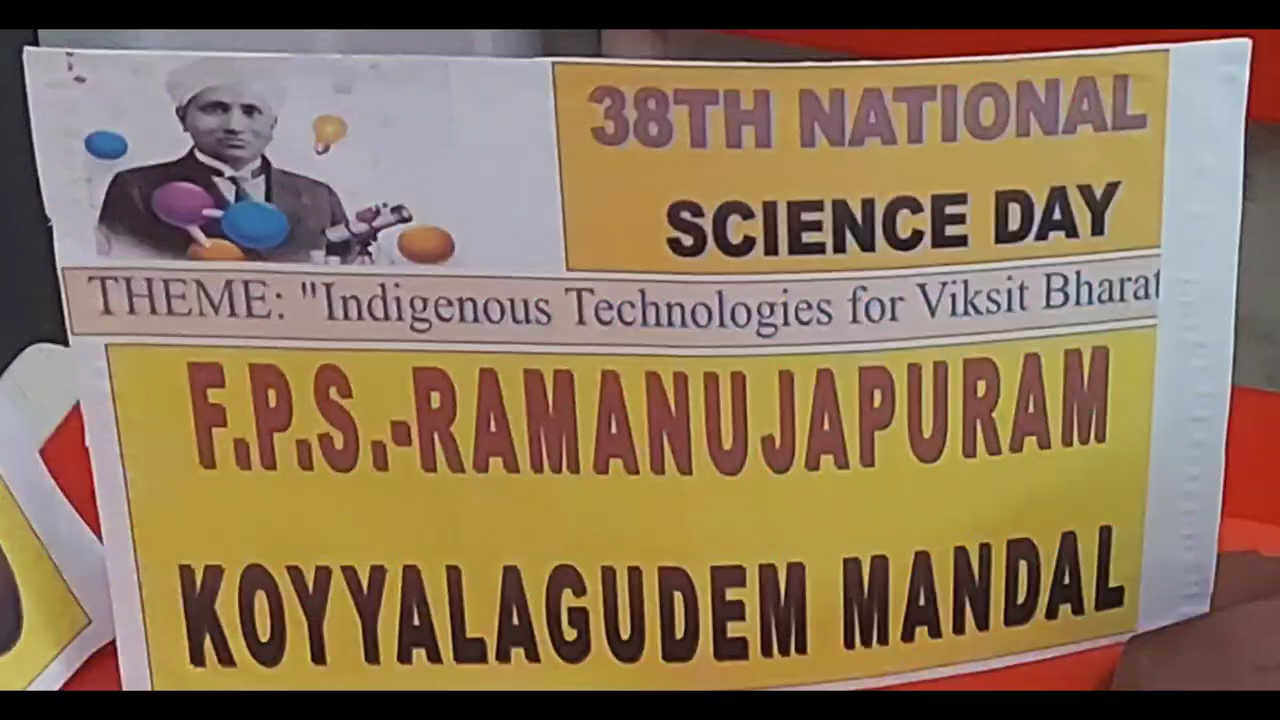 38TH NATIONAL
SCIENCE DAY
THEME: "Indigenous Technologies for Viksit Bharat
F.P.S.-RAMANUJAPURAM
KOYYALAGUDEM MANDAL